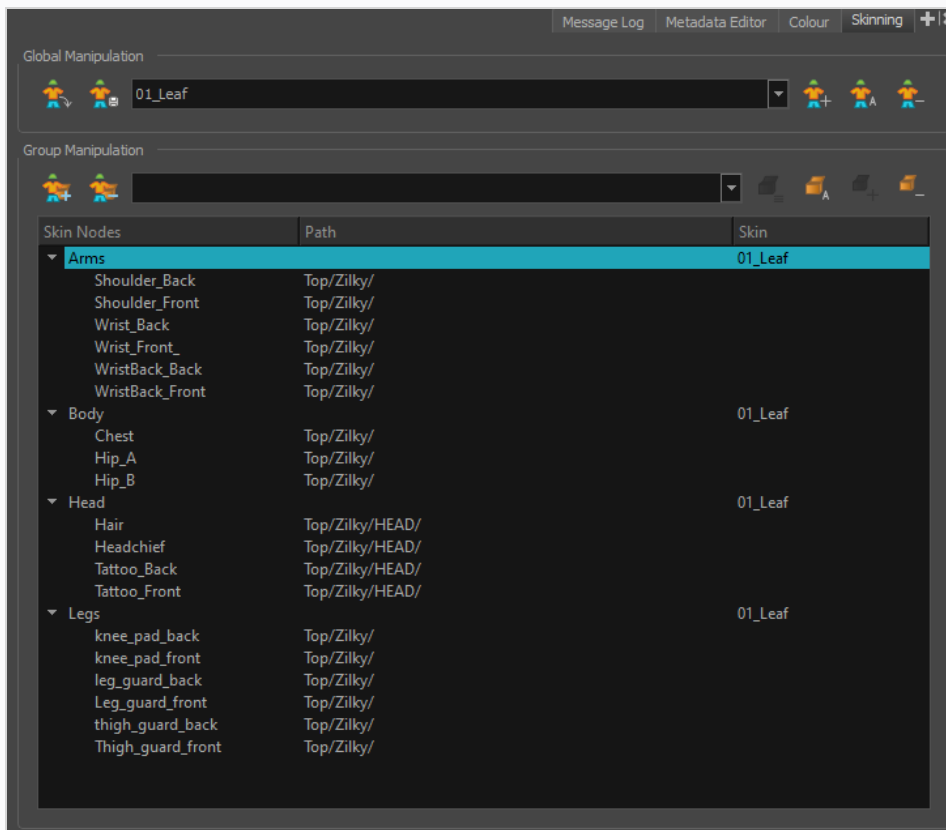 Message Log Metadata Editor Colour Skinning
Global Manipulation
01_Leaf
A
Group Manipulation
A
Skin Nodes Path Skin
Arms 01_Leaf
Shoulder_Back Top/Zilky/
Shoulder_Front Top/Zilky/
Wrist_Back Top/Zilky/
Wrist_Front_ Top/Zilky/
WristBack_Back Top/Zilky/
WristBack_Front Top/Zilky/
Body 01_Leaf
Chest Top/Zilky/
Hip_A Top/Zilky/
Hip_B Top/Zilky/
Head 01_Leaf
Hair Top/Zilky/HEAD/
Headchief Top/Zilky/HEAD/
Tattoo_Back Top/Zilky/HEAD/
Tattoo_Front Top/Zilky/HEAD/
Legs 01_Leaf
knee_pad_back Top/Zilky/
knee_pad_front Top/Zilky/
leg_guard_back Top/Zilky/
Leg_guard_front Top/Zilky/
thigh_guard_back Top/Zilky/
Thigh_guard_front Top/Zilky/